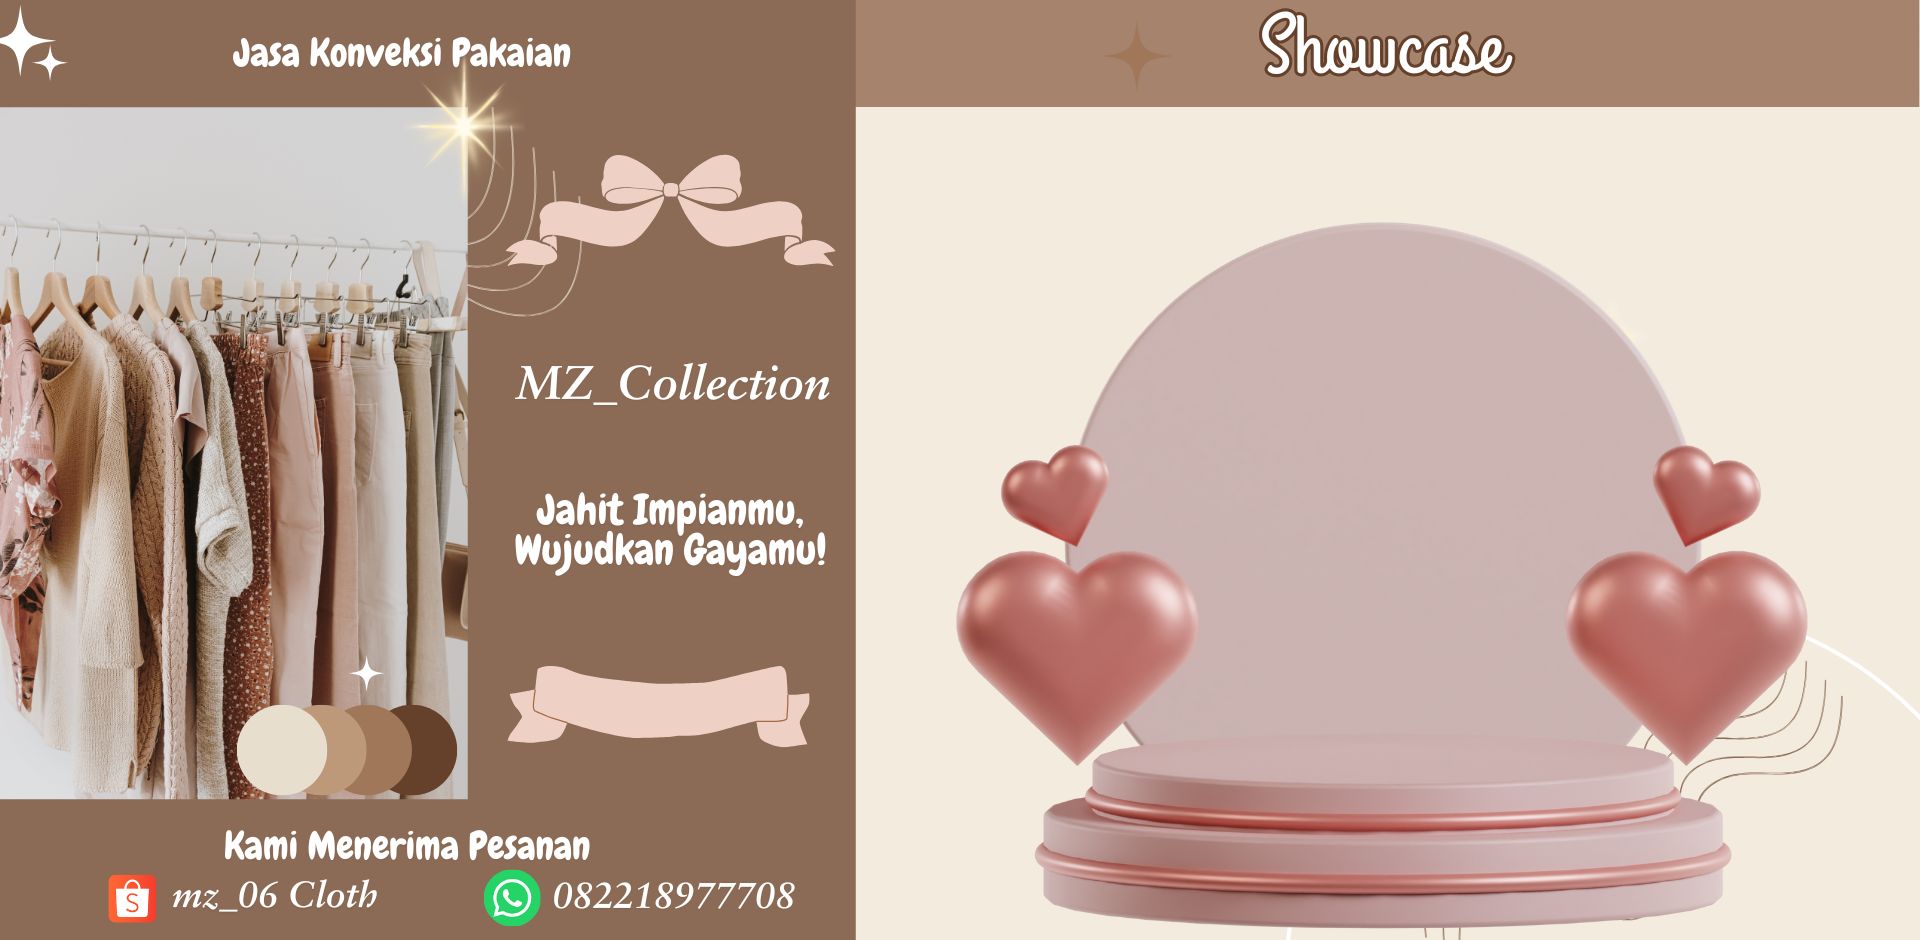 Jasa Konveksi Pakaian
Showcase
MZ_Collection
Jahit Impianmu,
Wujudkan Gayamu!
Kami Menerima Pesanan
S
mz_06 Cloth
082218977708